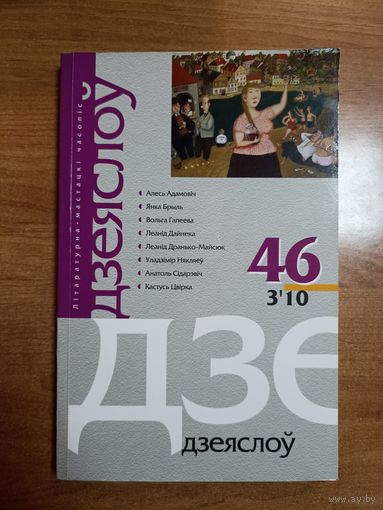 Літаратурна-мастацкі часопіс
дзеяслоў
Алесь Адамовіч
Янка Брыль
Вольга Гапеева
Леанід Дайнека
Леанід Дранько-Майсюк
Уладзімір Някляеў
Анатоль Сідарэвіч
Кастусь Цвірка
46
3'10
дзе
дзеяслоў
www.ay.by